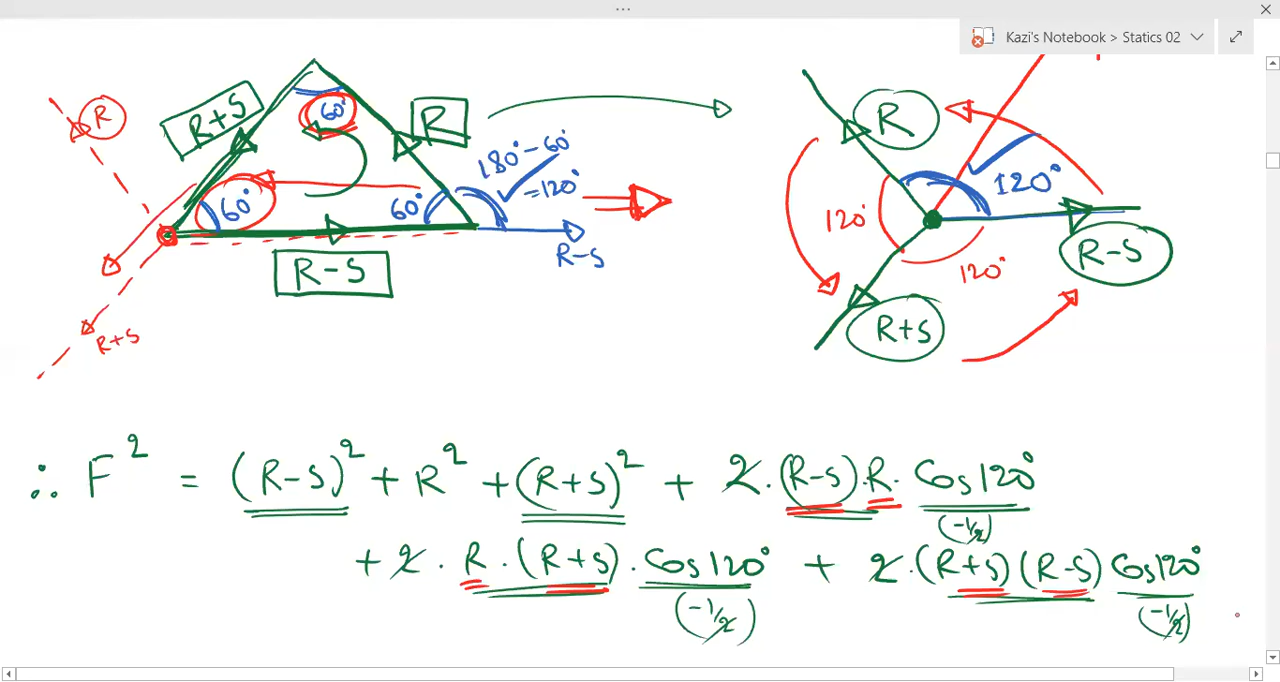 Kazi's Notebook > Statics 02
R
R+S
60°
R
180° - 60°
= 120°
60°
60°
R-S
R-S
R+S
R
120°
120°
120°
R-S
R+S
∴ F² = (R-S)² + R² + (R+S)² + 2.(R-S).R. Cos120°
(-1/2)
+ 2 . R . (R+S) . Cos120° + 2.(R+S)(R-S) Cos120°
(-1/2) (-1/2)